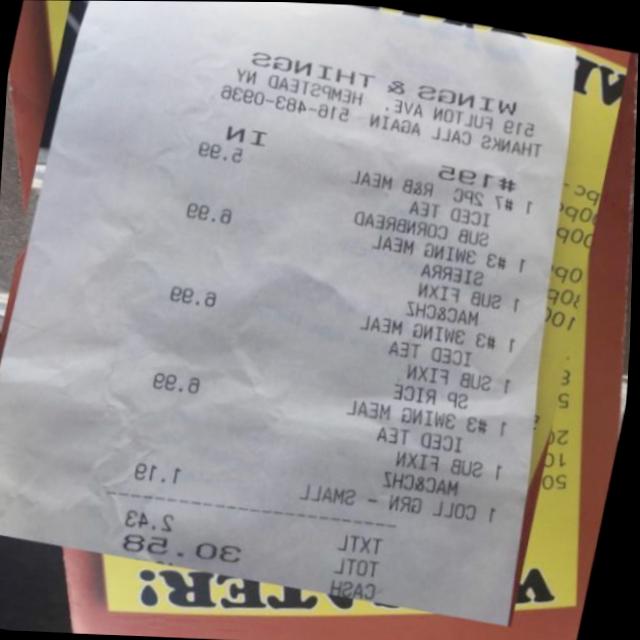 WINGS & THINGS
519 FULTON AVE. HEMPSTEAD NY
THANKS CALL AGAIN - 516-483-0936
#195 IN
1 #7 2PC R&B MEAL 5.99
ICED TEA
SUB CORNBREAD
1 #3 3WING MEAL 6.99
SIERRA
1 SUB FIXN
MAC&CHZ
1 #3 3WING MEAL 6.99
ICED TEA
1 SUB FIXN
SP RICE
1 #3 3WING MEAL 6.99
ICED TEA
1 SUB FIXN
MAC&CHZ
1 COLL GRN - SMALL 1.19
TXTL 2.43
TOTL 30.58
CASH